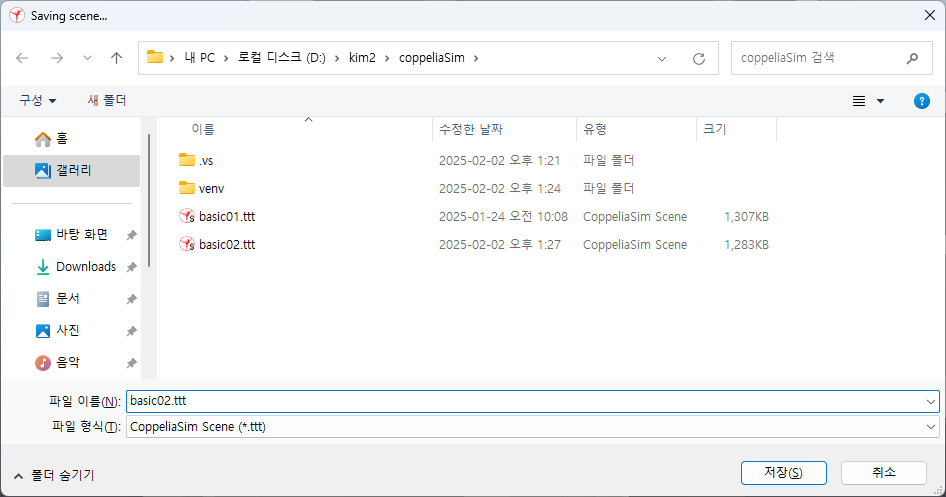 Saving scene...
내 PC > 로컬 디스크 (D:) > kim2 > coppeliaSim >
coppeliaSim 검색
구성 새 폴더
이름 수정한 날짜 유형 크기
홈
갤러리
바탕 화면
Downloads
문서
사진
음악
.vs 2025-02-02 오후 1:21 파일 폴더
venv 2025-02-02 오후 1:24 파일 폴더
basic01.ttt 2025-01-24 오전 10:08 CoppeliaSim Scene 1,307KB
basic02.ttt 2025-02-02 오후 1:27 CoppeliaSim Scene 1,283KB
파일 이름(N): basic02.ttt
파일 형식(T): CoppeliaSim Scene (*.ttt)
폴더 숨기기
저장(S) 취소